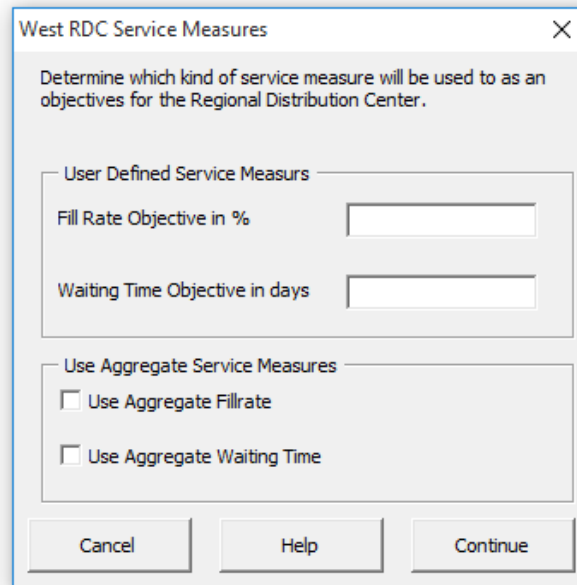 West RDC Service Measures
Determine which kind of service measure will be used to as an
objectives for the Regional Distribution Center.
User Defined Service Measurs
Fill Rate Objective in %
Waiting Time Objective in days
Use Aggregate Service Measures
Use Aggregate Fillrate
Use Aggregate Waiting Time
Cancel Help Continue